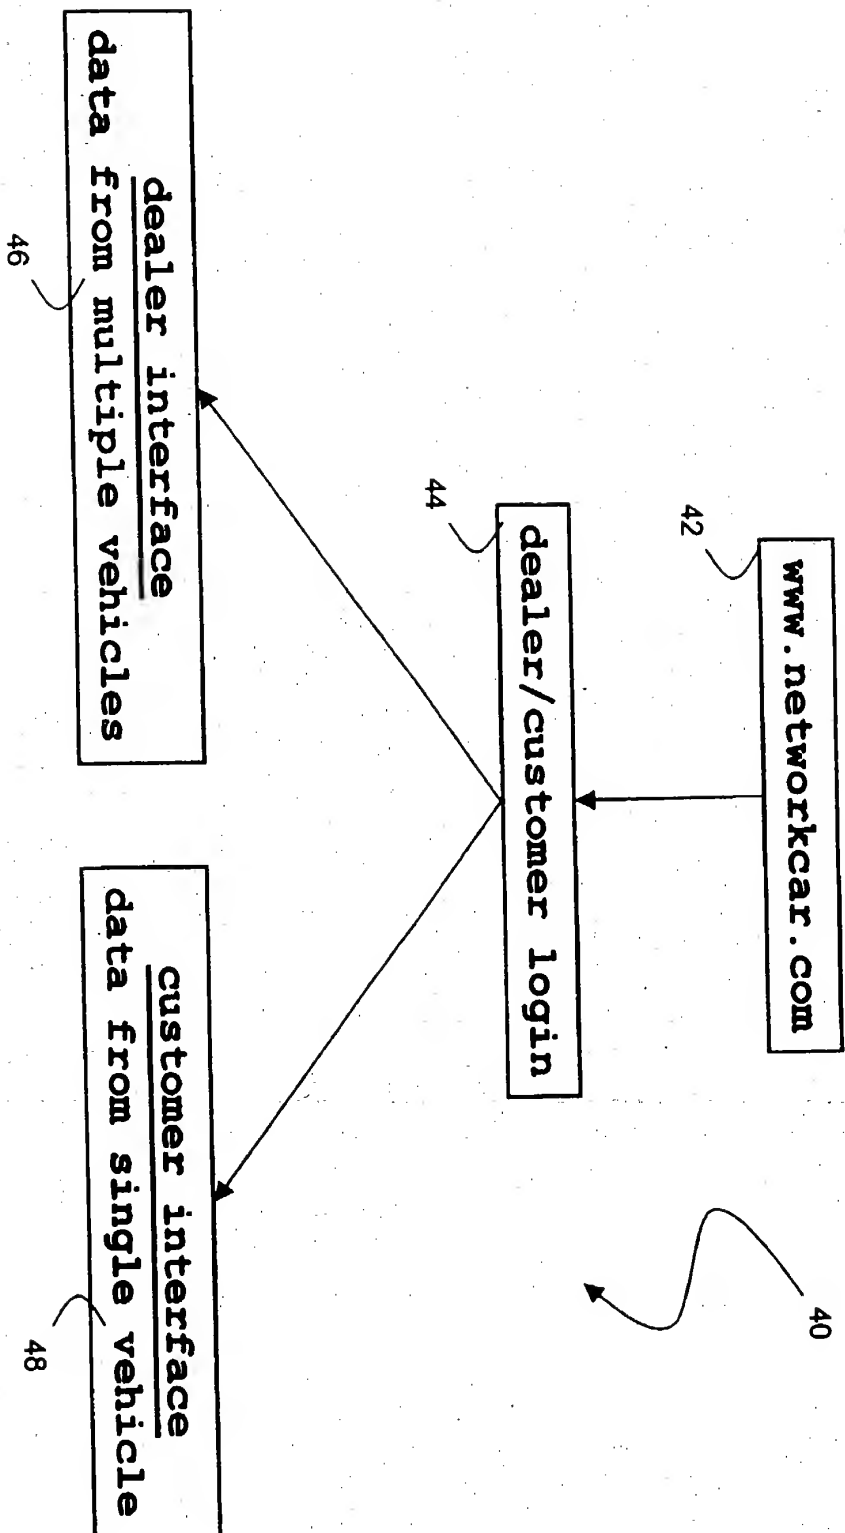 40
42
www.networkcar.com
44
dealer/customer login
dealer interface
data from multiple vehicles
46
customer interface
data from single vehicle
48